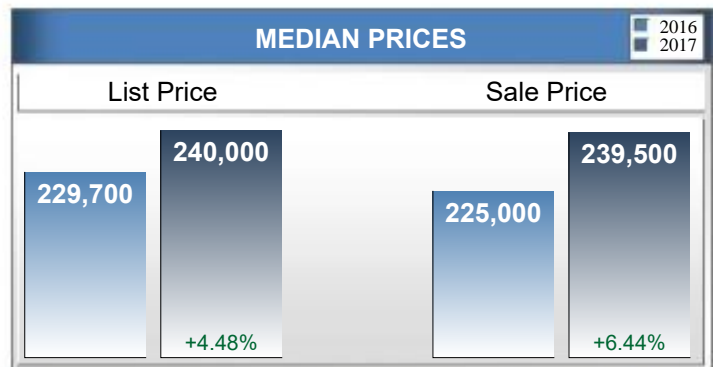 MEDIAN PRICES
2016
2017
List Price
Sale Price
229,700
240,000
+4.48%
225,000
239,500
+6.44%